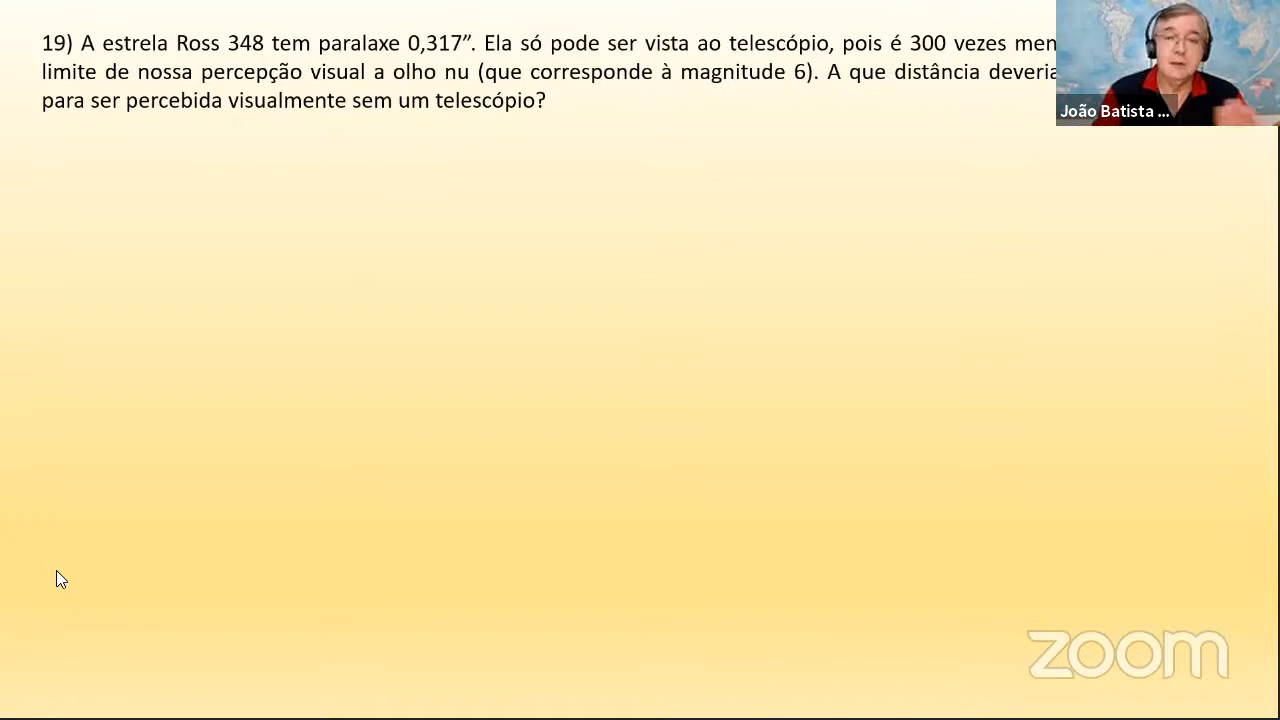 19) A estrela Ross 348 tem paralaxe 0,317”. Ela só pode ser vista ao telescópio, pois é 300 vezes
limite de nossa percepção visual a olho nu (que corresponde à magnitude 6). A que distância
para ser percebida visualmente sem um telescópio?
João Batista ...
zoom